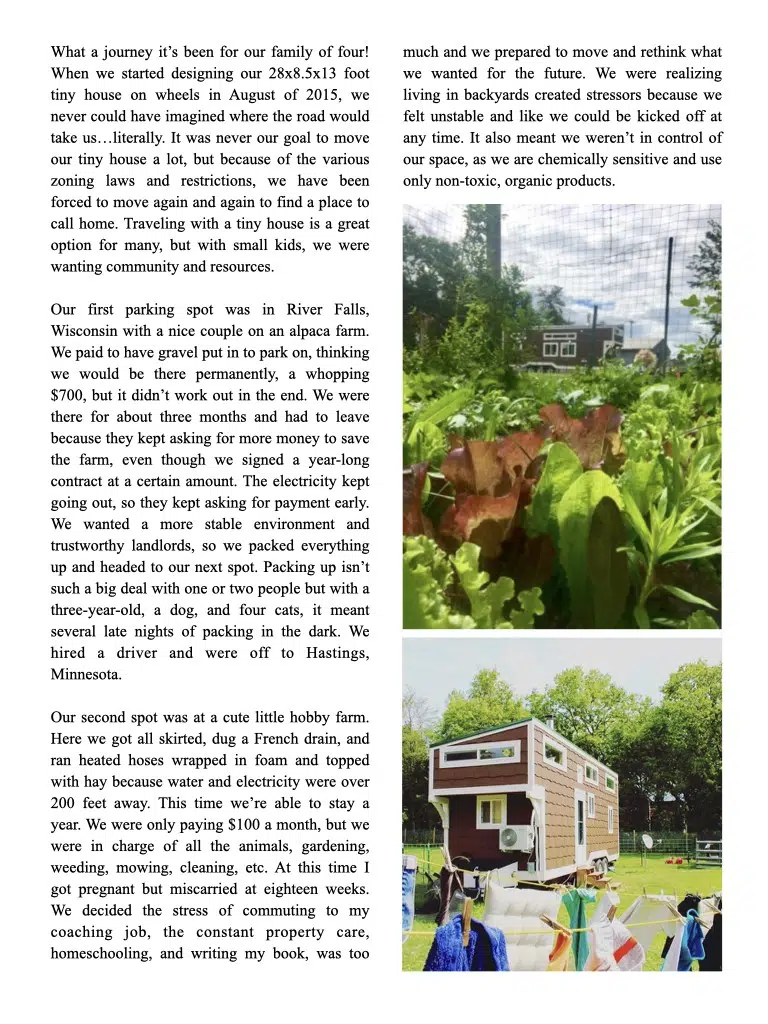 What a journey it’s been for our family of four!
When we started designing our 28x8.5x13 foot
tiny house on wheels in August of 2015, we
never could have imagined where the road would
take us…literally. It was never our goal to move
our tiny house a lot, but because of the various
zoning laws and restrictions, we have been
forced to move again and again to find a place to
call home. Traveling with a tiny house is a great
option for many, but with small kids, we were
wanting community and resources.
Our first parking spot was in River Falls,
Wisconsin with a nice couple on an alpaca farm.
We paid to have gravel put in to park on, thinking
we would be there permanently, a whopping
$700, but it didn’t work out in the end. We were
there for about three months and had to leave
because they kept asking for more money to save
the farm, even though we signed a year-long
contract at a certain amount. The electricity kept
going out, so they kept asking for payment early.
We wanted a more stable environment and
trustworthy landlords, so we packed everything
up and headed to our next spot. Packing up isn’t
such a big deal with one or two people but with a
three-year-old, a dog, and four cats, it meant
several late nights of packing in the dark. We
hired a driver and were off to Hastings,
Minnesota.
Our second spot was at a cute little hobby farm.
Here we got all skirted, dug a French drain, and
ran heated hoses wrapped in foam and topped
with hay because water and electricity were over
200 feet away. This time we’re able to stay a
year. We were only paying $100 a month, but we
were in charge of all the animals, gardening,
weeding, mowing, cleaning, etc. At this time I
got pregnant but miscarried at eighteen weeks.
We decided the stress of commuting to my
coaching job, the constant property care,
homeschooling, and writing my book, was too
much and we prepared to move and rethink what
we wanted for the future. We were realizing
living in backyards created stressors because we
felt unstable and like we could be kicked off at
any time. It also meant we weren’t in control of
our space, as we are chemically sensitive and use
only non-toxic, organic products.